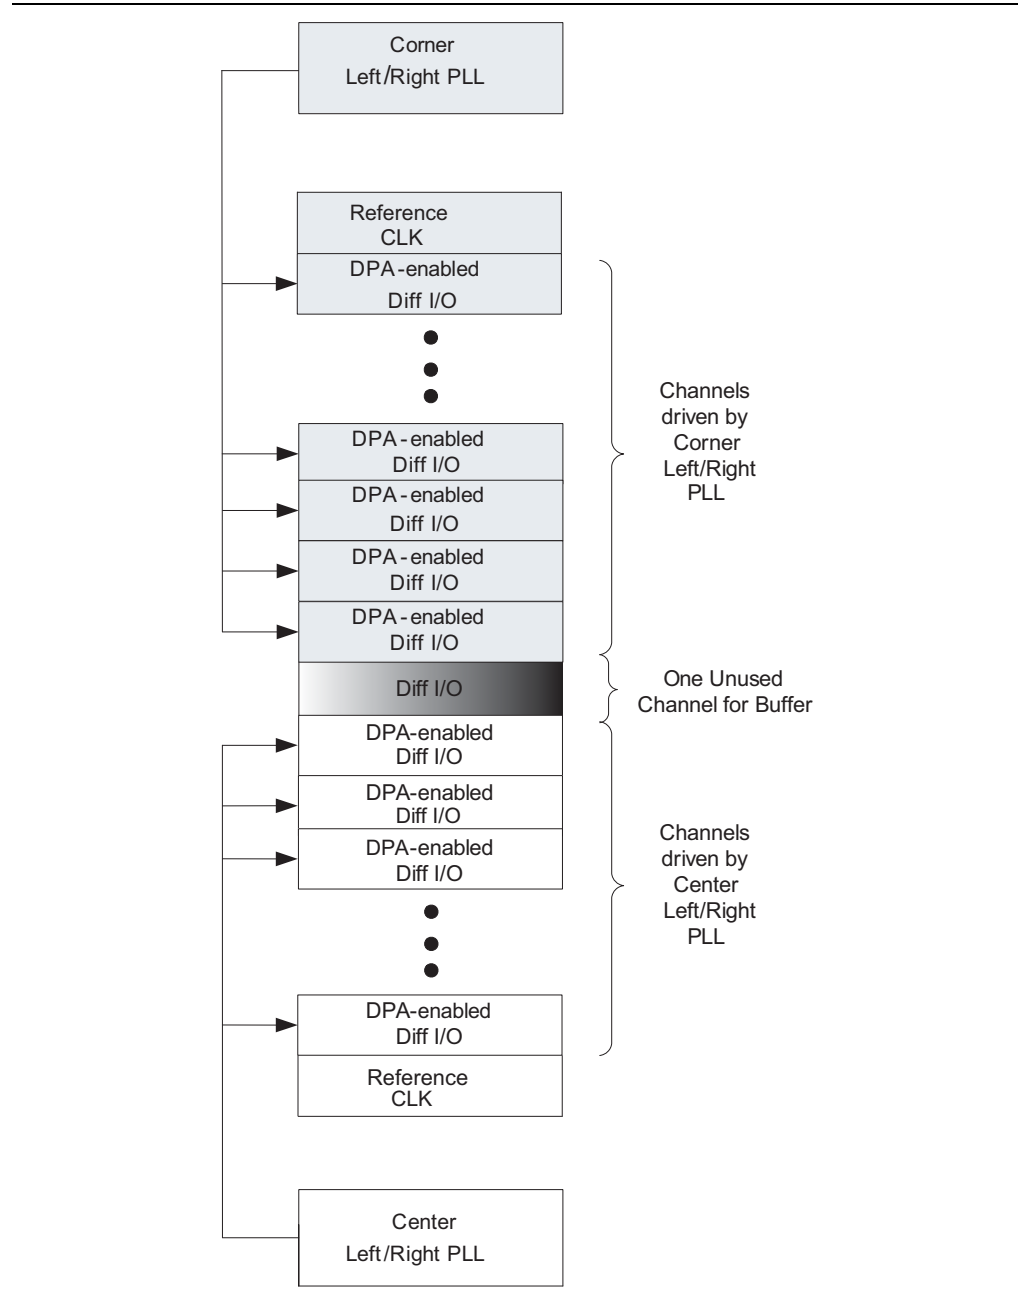 Corner
Left/Right PLL
Reference
CLK
DPA-enabled
Diff I/O
DPA-enabled
Diff I/O
DPA-enabled
Diff I/O
DPA-enabled
Diff I/O
DPA-enabled
Diff I/O
Diff I/O
DPA-enabled
Diff I/O
DPA-enabled
Diff I/O
DPA-enabled
Diff I/O
DPA-enabled
Diff I/O
Reference
CLK
Center
Left/Right PLL
Channels
driven by
Corner
Left/Right
PLL
One Unused
Channel for Buffer
Channels
driven by
Center
Left/Right
PLL